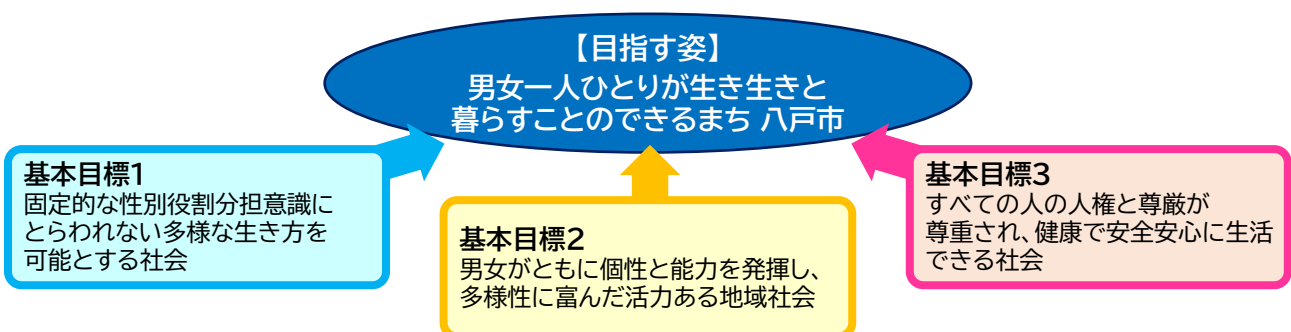 【目指す姿】
男女一人ひとりが生き生きと
暮らすことのできるまち 八戸市
基本目標1
固定的な性別役割分担意識に
とらわれない多様な生き方を
可能とする社会
基本目標2
男女がともに個性と能力を発揮し、
多様性に富んだ活力ある地域社会
基本目標3
すべての人の人権と尊厳が
尊重され、健康で安全安心に生活
できる社会